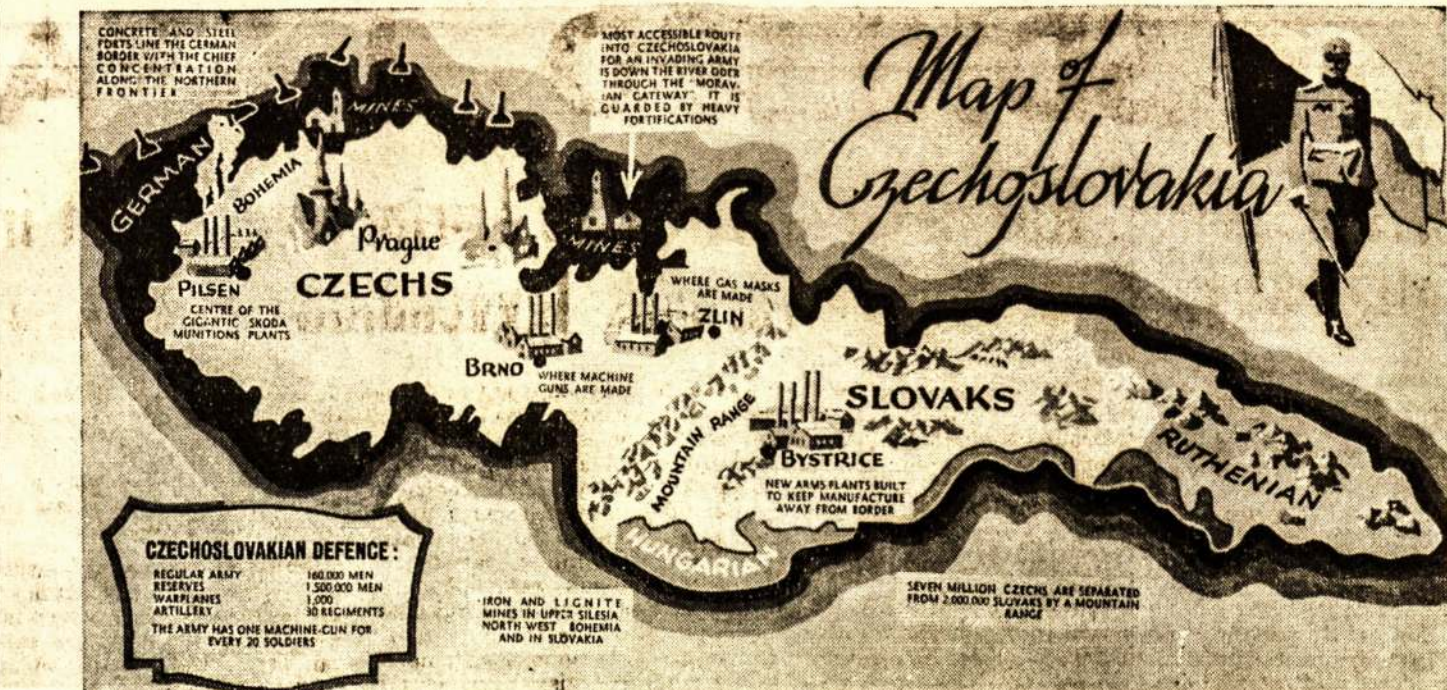 CONCRETE AND STEEL
FORTS LINE THE GERMAN
BORDER WITH THE CHIEF
CONCENTRATION
ALONG THE NORTHERN
FRONTIER
MOST ACCESSIBLE ROUTE
INTO CZECHOSLOVAKIA
FOR AN INVADING ARMY
IS DOWN THE RIVER ODER
THROUGH THE "MORAV-
IAN GATEWAY" IT IS
GUARDED BY HEAVY
FORTIFICATIONS
Map of
Czechoslovakia
MINES
GERMAN
BOHEMIA
Prague
CZECHS
MINES
PILSEN
CENTRE OF THE
GIGANTIC SKODA
MUNITIONS PLANTS
WHERE GAS MASKS
ARE MADE
ZLIN
BRNO
WHERE MACHINE
GUNS ARE MADE
MOUNTAIN RANGE
SLOVAKS
BYSTRICE
NEW ARMS PLANTS BUILT
TO KEEP MANUFACTURE
AWAY FROM BORDER
RUTHENIAN
HUNGARIAN
CZECHOSLOVAKIAN DEFENCE:
REGULAR ARMY 160,000 MEN
RESERVES 1,500,000 MEN
WARPLANES 1,000
ARTILLERY 30 REGIMENTS
THE ARMY HAS ONE MACHINE-GUN FOR
EVERY 20 SOLDIERS
IRON AND LIGNITE
MINES IN UPPER SILESIA
NORTH WEST BOHEMIA
AND IN SLOVAKIA
SEVEN MILLION CZECHS ARE SEPARATED
FROM 2,000,000 SLOVAKS BY A MOUNTAIN
RANGE